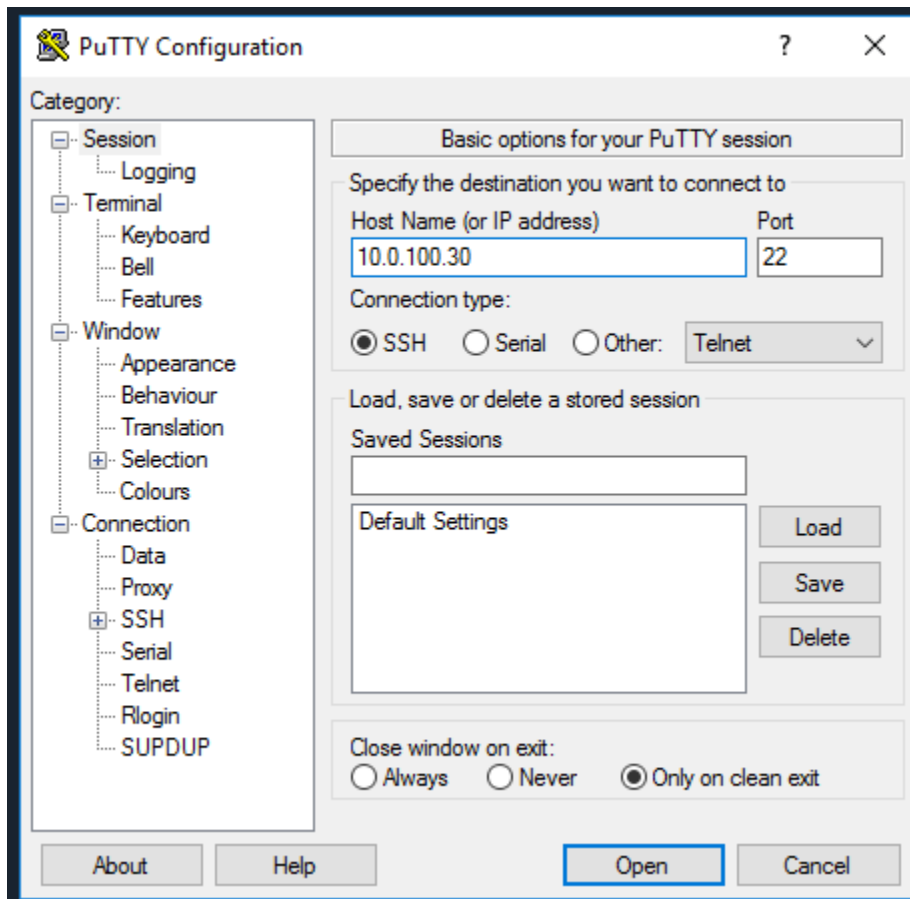 PuTTY Configuration
?
Category:
Session
Logging
Terminal
Keyboard
Bell
Features
Window
Appearance
Behaviour
Translation
Selection
Colours
Connection
Data
Proxy
SSH
Serial
Telnet
Rlogin
SUPDUP
Basic options for your PuTTY session
Specify the destination you want to connect to
Host Name (or IP address) Port
10.0.100.30 22
Connection type:
SSH Serial Other: Telnet
Load, save or delete a stored session
Saved Sessions
Default Settings
Load
Save
Delete
Close window on exit:
Always Never Only on clean exit
About Help Open Cancel